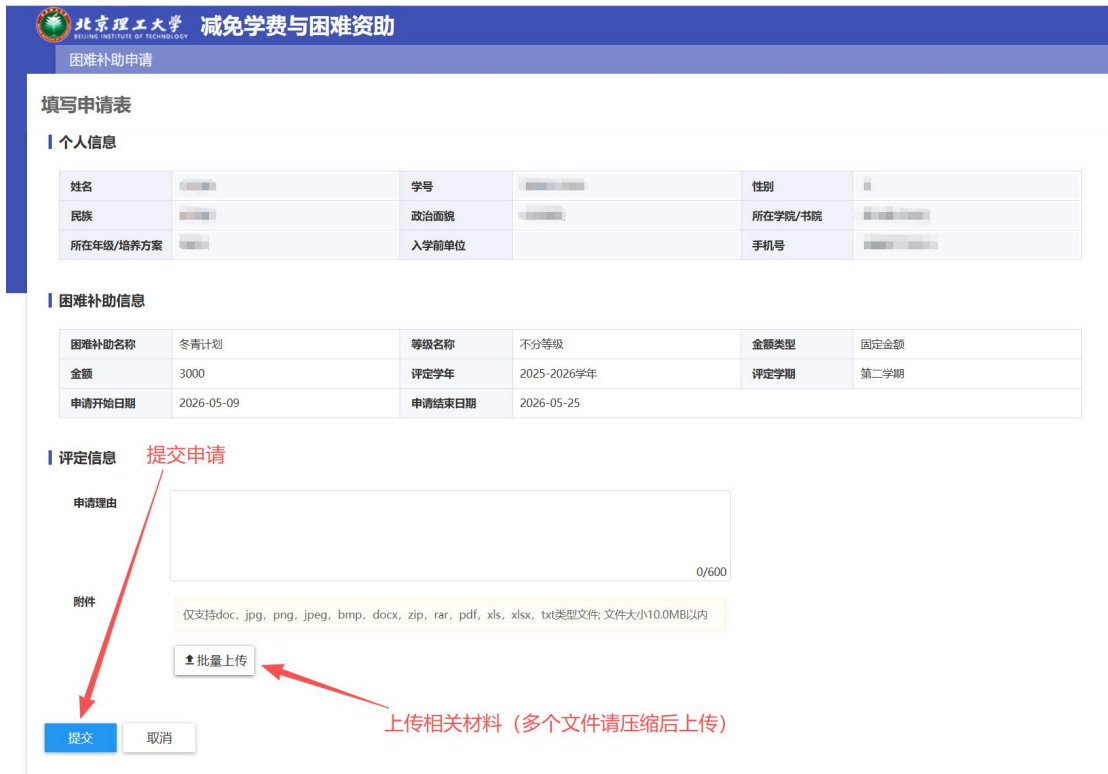 北京理工大学 减免学费与困难资助
BEIJING INSTITUTE OF TECHNOLOGY
困难补助申请
填写申请表
个人信息
姓名 学号 性别
民族 政治面貌 所在学院/书院
所在年级/培养方案 入学前单位 手机号
困难补助信息
困难补助名称 冬青计划 等级名称 不分等级 金额类型 固定金额
金额 3000 评定学年 2025-2026学年 评定学期 第二学期
申请开始日期 2026-05-09 申请结束日期 2026-05-25
评定信息 提交申请
申请理由
0/600
附件
仅支持doc, jpg, png, jpeg, bmp, docx, zip, rar, pdf, xls, xlsx, txt类型文件; 文件大小10.0MB以内
批量上传
上传相关材料（多个文件请压缩后上传）
提交 取消